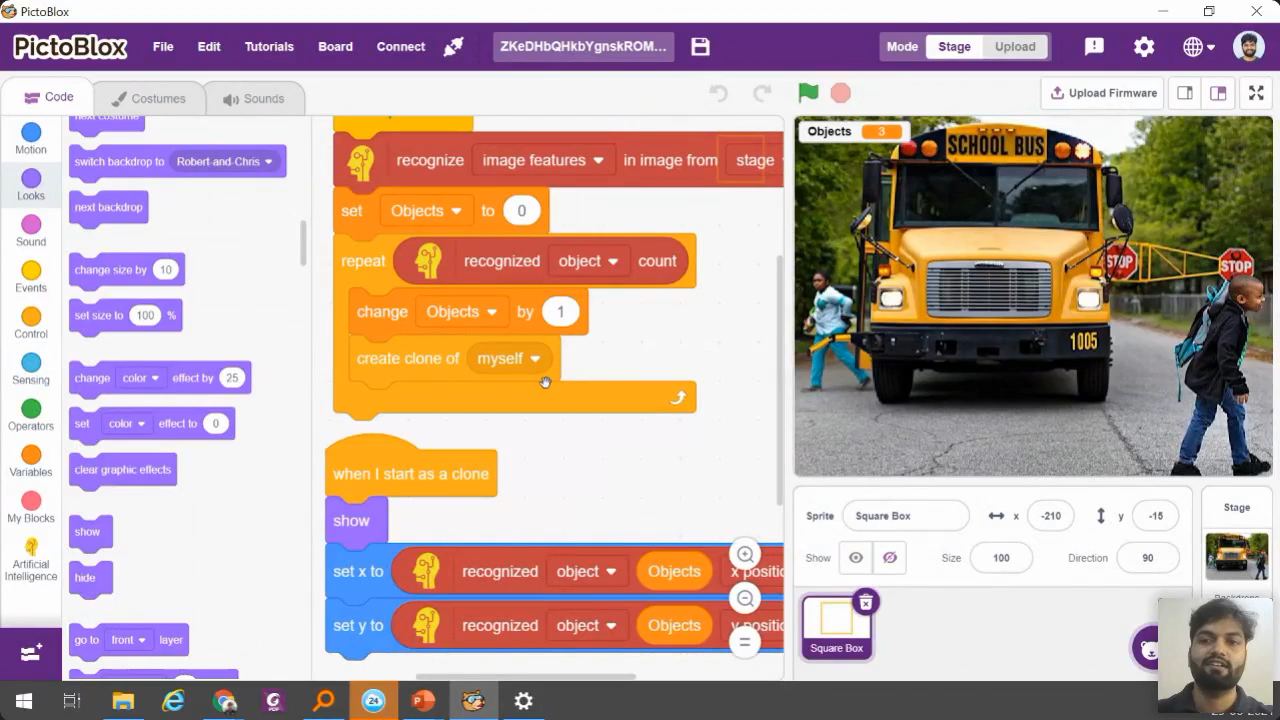 PictoBlox
PictoBlox File Edit Tutorials Board Connect ZKeDHbQHkbYgnskROM... Mode Stage Upload
Code Costumes Sounds Upload Firmware
Motion
Looks
Sound
Events
Control
Sensing
Operators
Variables
My Blocks
Artificial
Intelligence
next costume
switch backdrop to Robert-and-Chris
next backdrop
change size by 10
set size to 100 %
change color effect by 25
set color effect to 0
clear graphic effects
show
hide
go to front layer
recognize image features in image from stage
set Objects to 0
repeat recognized object count
change Objects by 1
create clone of myself
when I start as a clone
show
set x to recognized object Objects x positio
set y to recognized object Objects y positio
Objects 3
SCHOOL BUS
STOP
STOP
1005
Sprite Square Box x -210 y -15
Show Size 100 Direction 90
Square Box
Stage
24